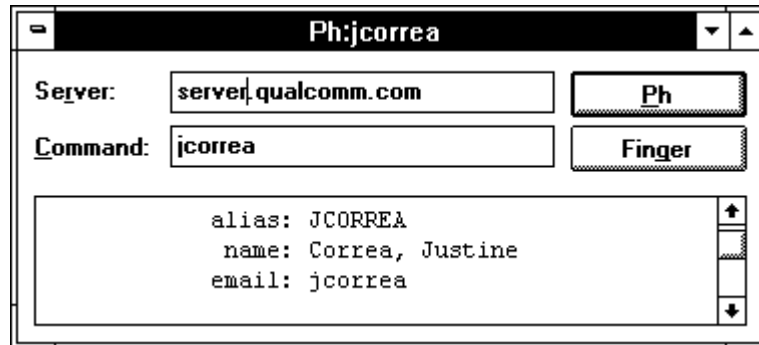 Ph:jcorrea
Server: server.qualcomm.com Ph
Command: jcorrea Finger
alias: JCORREA
name: Correa, Justine
email: jcorrea